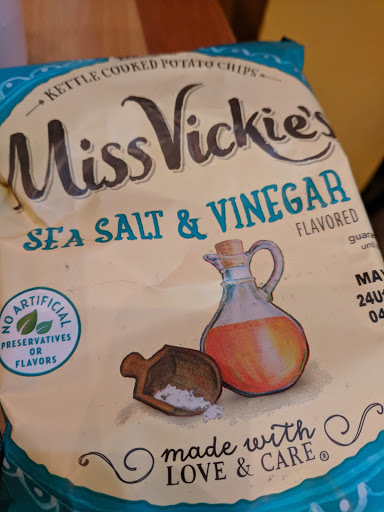 KETTLE COOKED POTATO CHIPS
Miss Vickie's
SEA SALT & VINEGAR
FLAVORED
NO ARTIFICIAL
PRESERVATIVES
OR
FLAVORS
made with
LOVE & CARE®